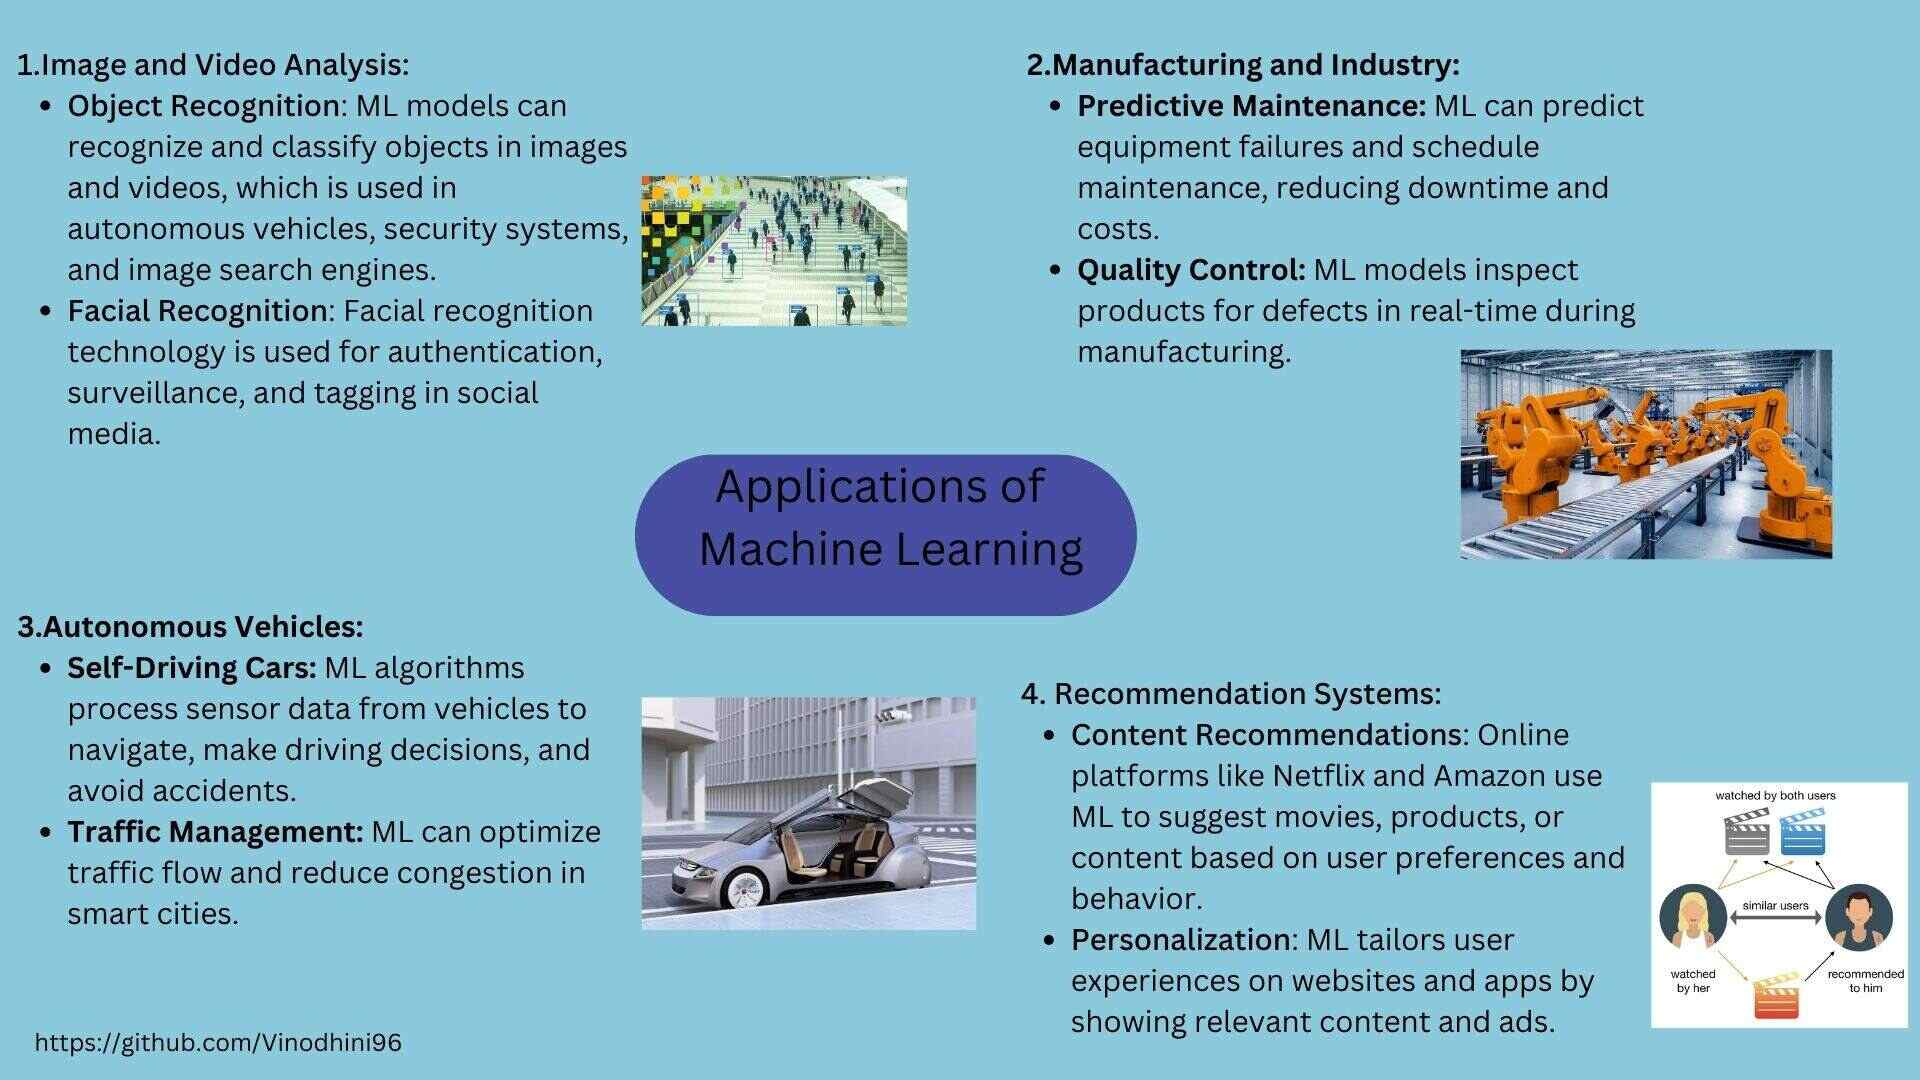 1.Image and Video Analysis:
• Object Recognition: ML models can
recognize and classify objects in images
and videos, which is used in
autonomous vehicles, security systems,
and image search engines.
• Facial Recognition: Facial recognition
technology is used for authentication,
surveillance, and tagging in social
media.
2.Manufacturing and Industry:
• Predictive Maintenance: ML can predict
equipment failures and schedule
maintenance, reducing downtime and
costs.
• Quality Control: ML models inspect
products for defects in real-time during
manufacturing.
Applications of
Machine Learning
3.Autonomous Vehicles:
• Self-Driving Cars: ML algorithms
process sensor data from vehicles to
navigate, make driving decisions, and
avoid accidents.
• Traffic Management: ML can optimize
traffic flow and reduce congestion in
smart cities.
4. Recommendation Systems:
• Content Recommendations: Online
platforms like Netflix and Amazon use
ML to suggest movies, products, or
content based on user preferences and
behavior.
• Personalization: ML tailors user
experiences on websites and apps by
showing relevant content and ads.
watched by both users
similar users
watched
by her
recommended
to him
https://github.com/Vinodhini96